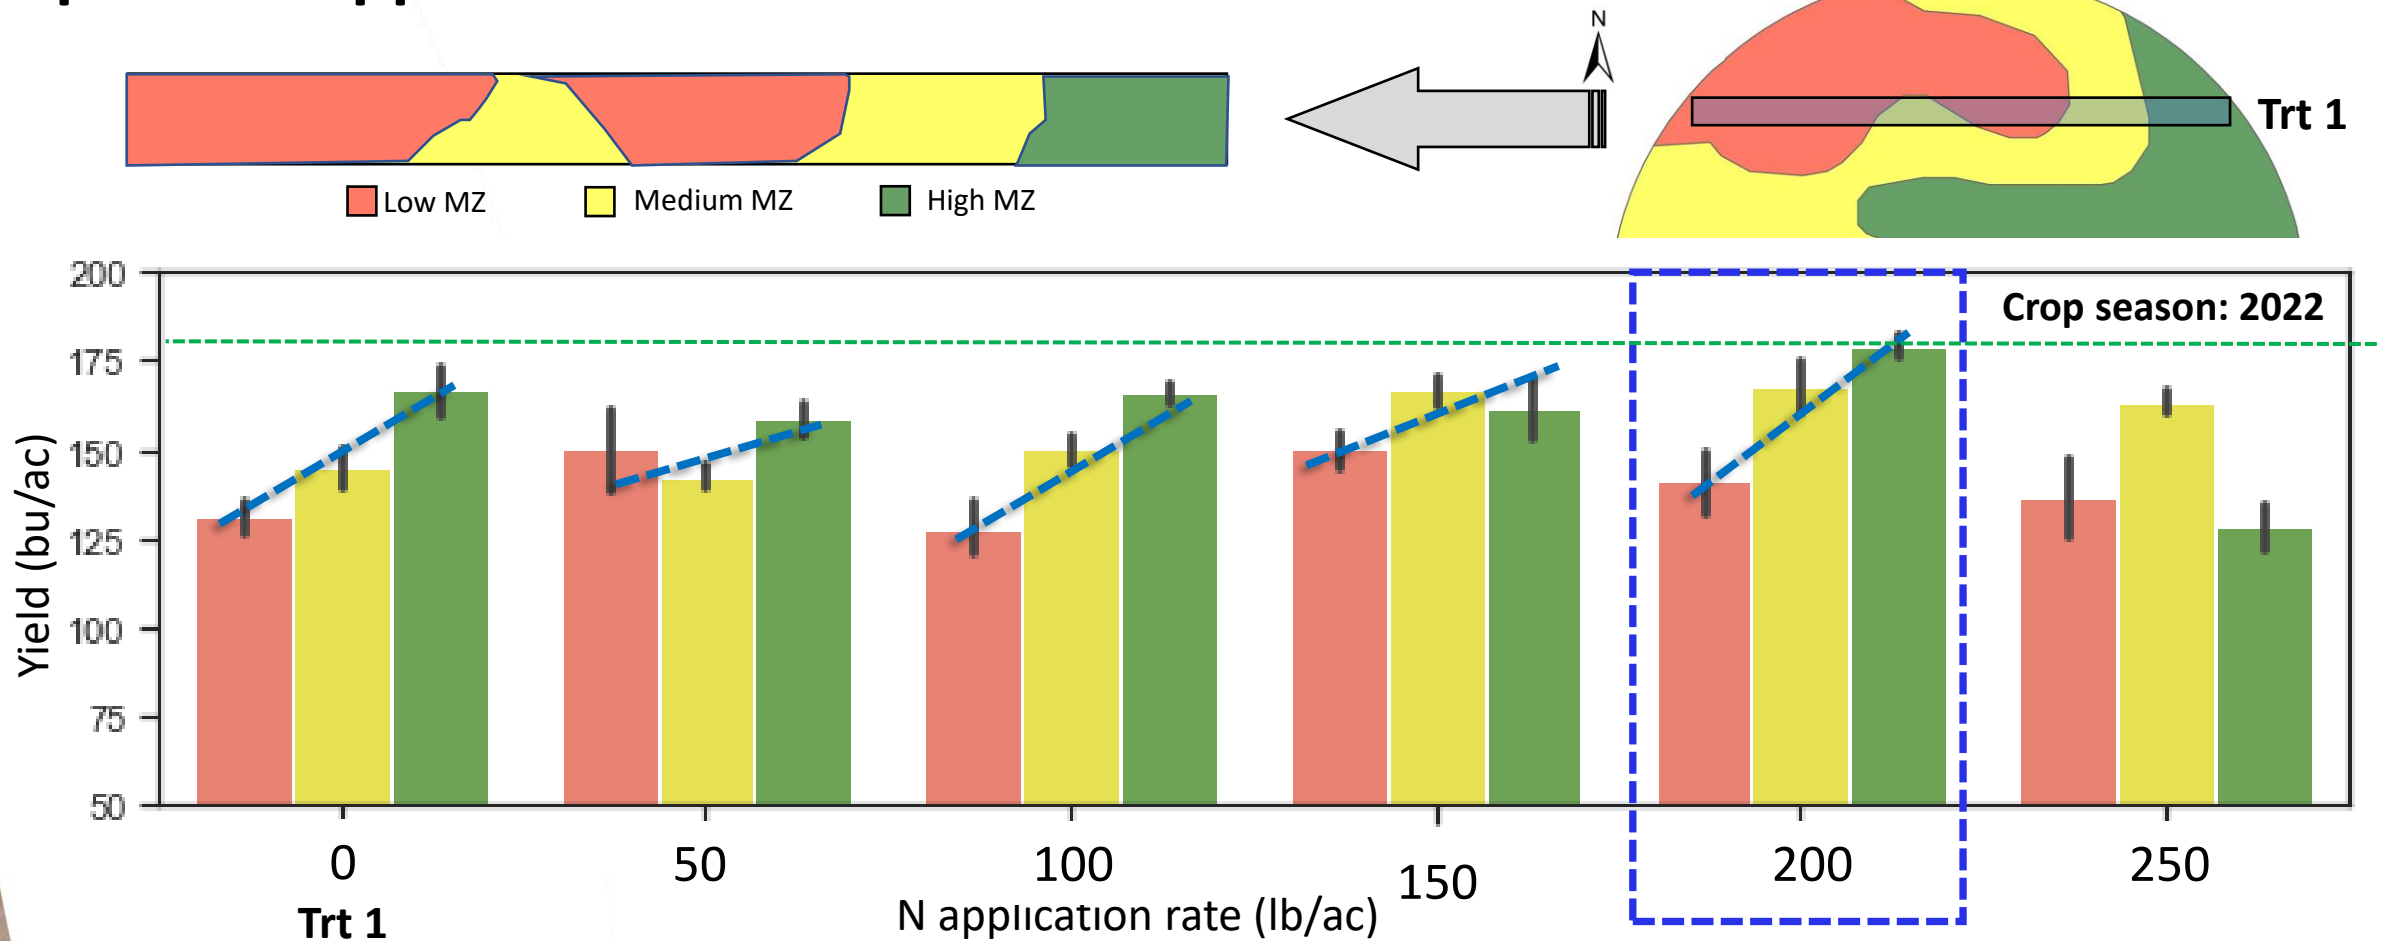 N
Trt 1
Low MZ
Medium MZ
High MZ
200
175
150
125
100
75
50
Yield (bu/ac)
Crop season: 2022
0
50
100
150
200
250
Trt 1
N application rate (lb/ac)